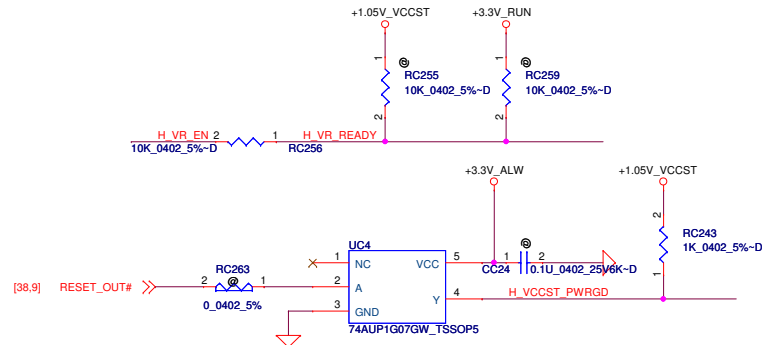 +1.05V_VCCST
+3.3V_RUN
1
@
RC255
10K_0402_5%~D
2
1
@
RC259
10K_0402_5%~D
2
H_VR_EN
2
1
H_VR_READY
10K_0402_5%~D
RC256
+3.3V_ALW
+1.05V_VCCST
UC4
2
RC243
1K_0402_5%~D
1
1
NC
VCC
5
CC24
1
@
2
0.1U_0402_25V6K~D
[38,9]
RESET_OUT#
2
RC263
@
1
0_0402_5%
2
A
3
GND
Y
4
H_VCCST_PWRGD
74AUP1G07GW_TSSOP5